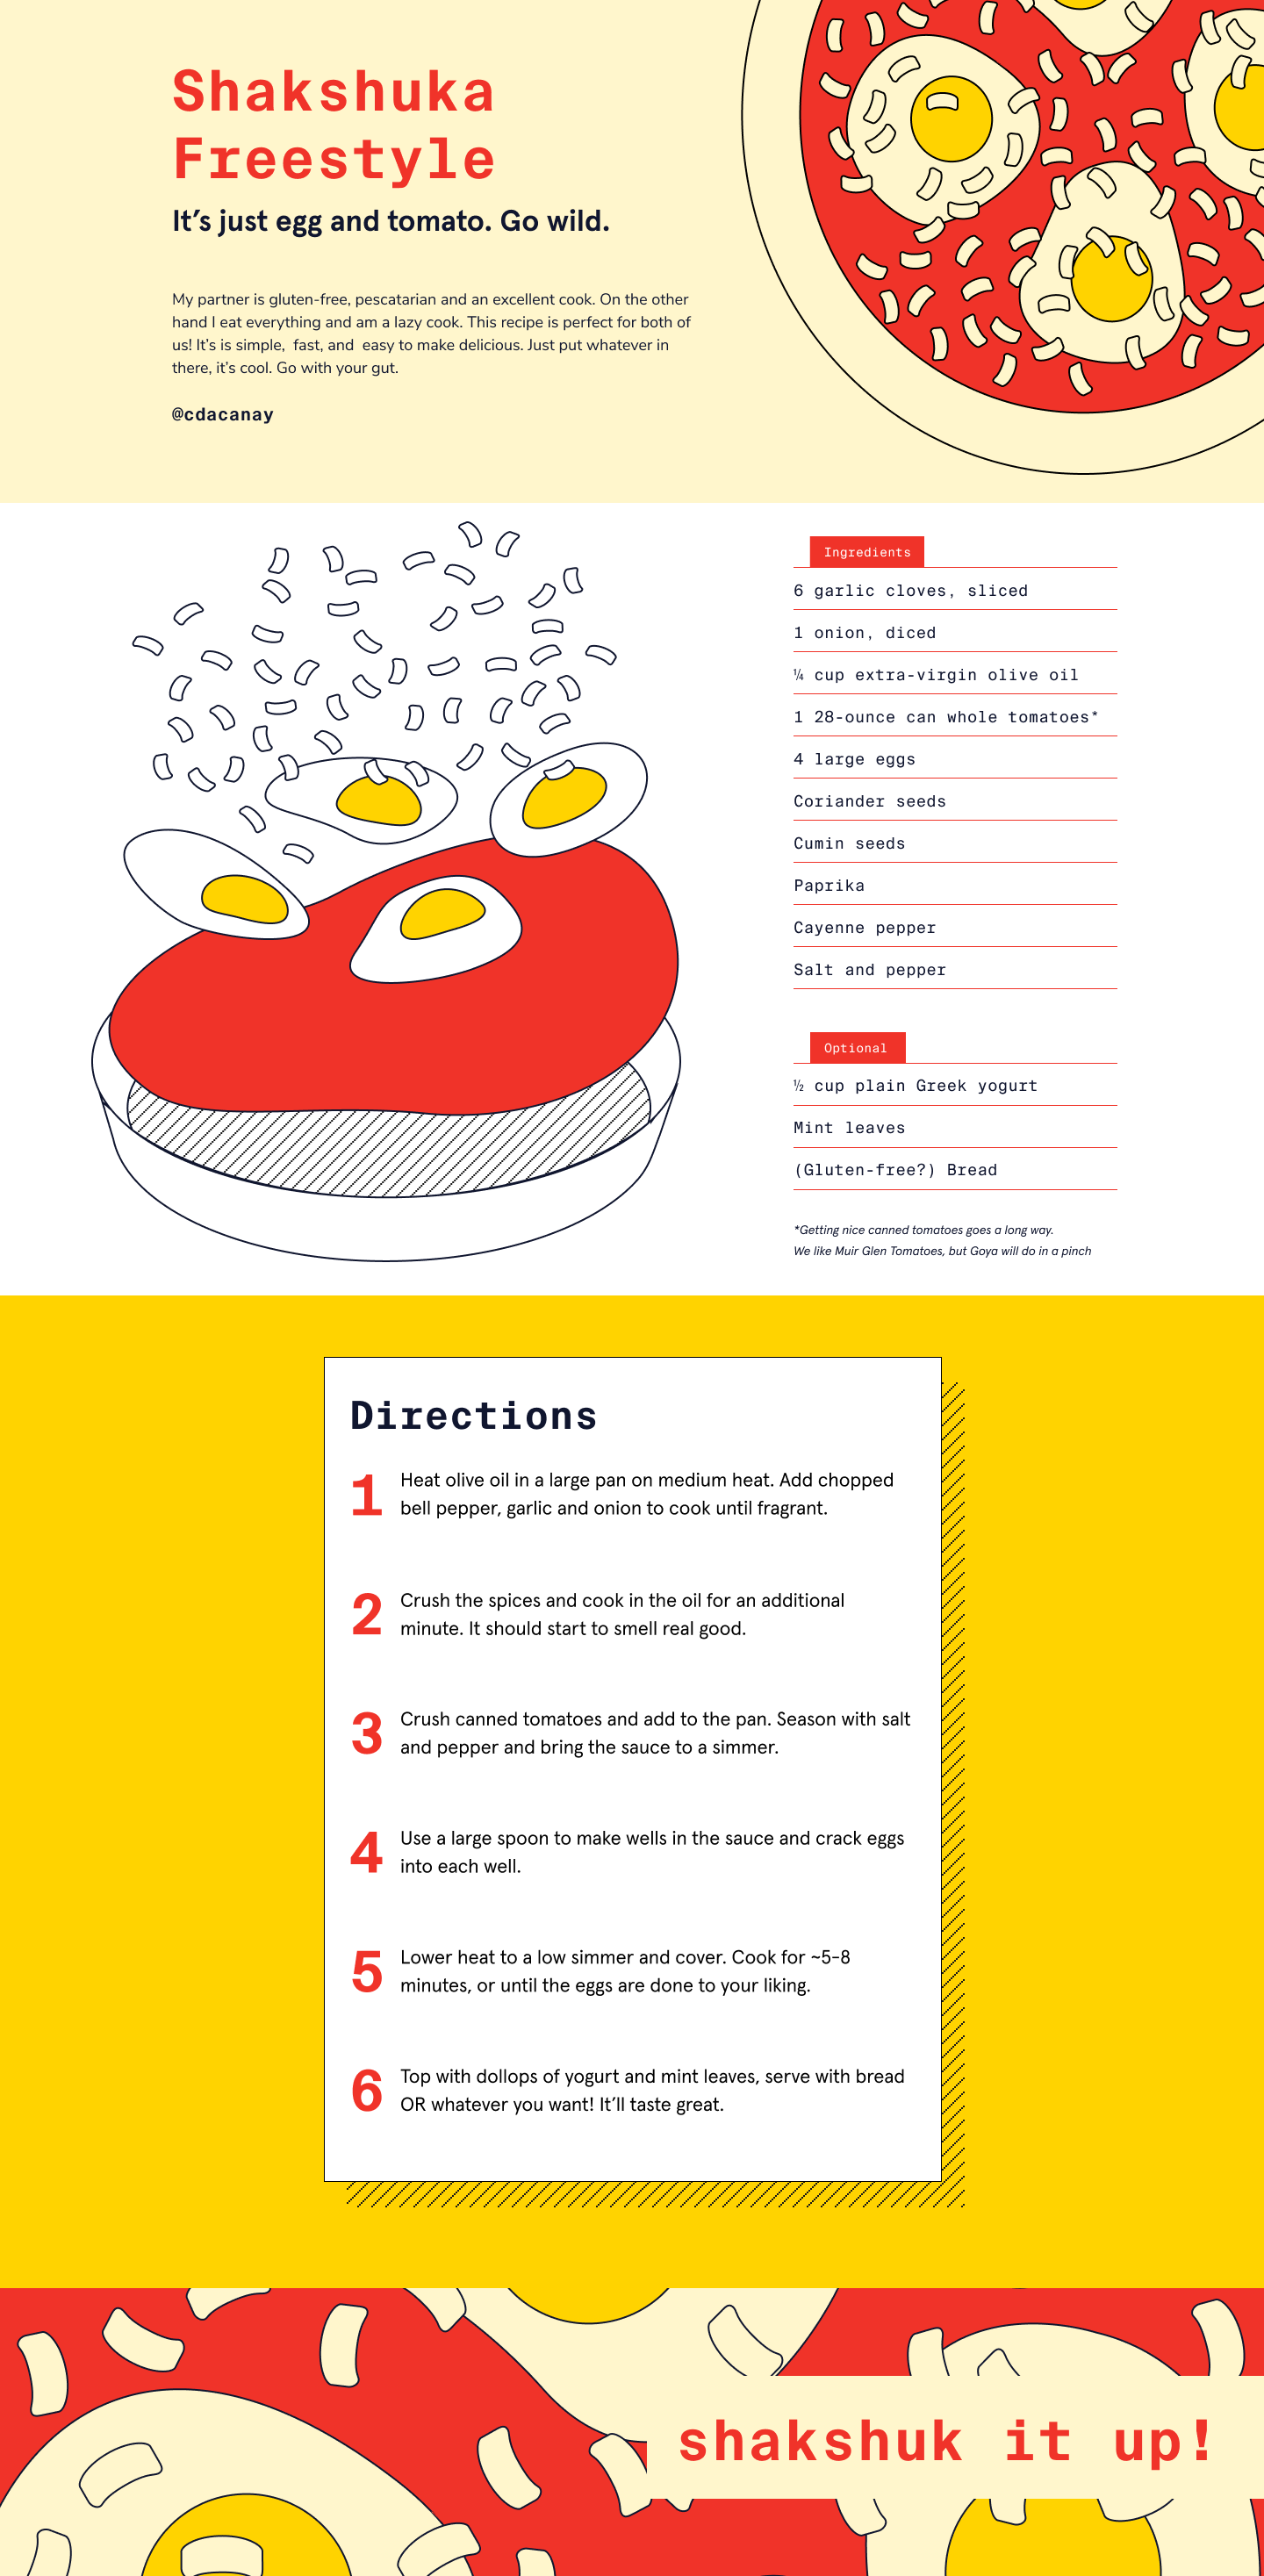 Shakshuka
Freestyle
It’s just egg and tomato. Go wild.
My partner is gluten-free, pescatarian and an excellent cook. On the other
hand I eat everything and am a lazy cook. This recipe is perfect for both of
us! It’s is simple,  fast, and  easy to make delicious. Just put whatever in
there, it’s cool. Go with your gut.
@cdacanay
Ingredients
6 garlic cloves, sliced
1 onion, diced
¼ cup extra-virgin olive oil
1 28-ounce can whole tomatoes*
4 large eggs
Coriander seeds
Cumin seeds
Paprika
Cayenne pepper
Salt and pepper
Optional
½ cup plain Greek yogurt
Mint leaves
(Gluten-free?) Bread
*Getting nice canned tomatoes goes a long way.
We like Muir Glen Tomatoes, but Goya will do in a pinch
Directions
1 Heat olive oil in a large pan on medium heat. Add chopped
bell pepper, garlic and onion to cook until fragrant.
2 Crush the spices and cook in the oil for an additional
minute. It should start to smell real good.
3 Crush canned tomatoes and add to the pan. Season with salt
and pepper and bring the sauce to a simmer.
4 Use a large spoon to make wells in the sauce and crack eggs
into each well.
5 Lower heat to a low simmer and cover. Cook for ~5-8
minutes, or until the eggs are done to your liking.
6 Top with dollops of yogurt and mint leaves, serve with bread
OR whatever you want! It’ll taste great.
shakshuk it up!